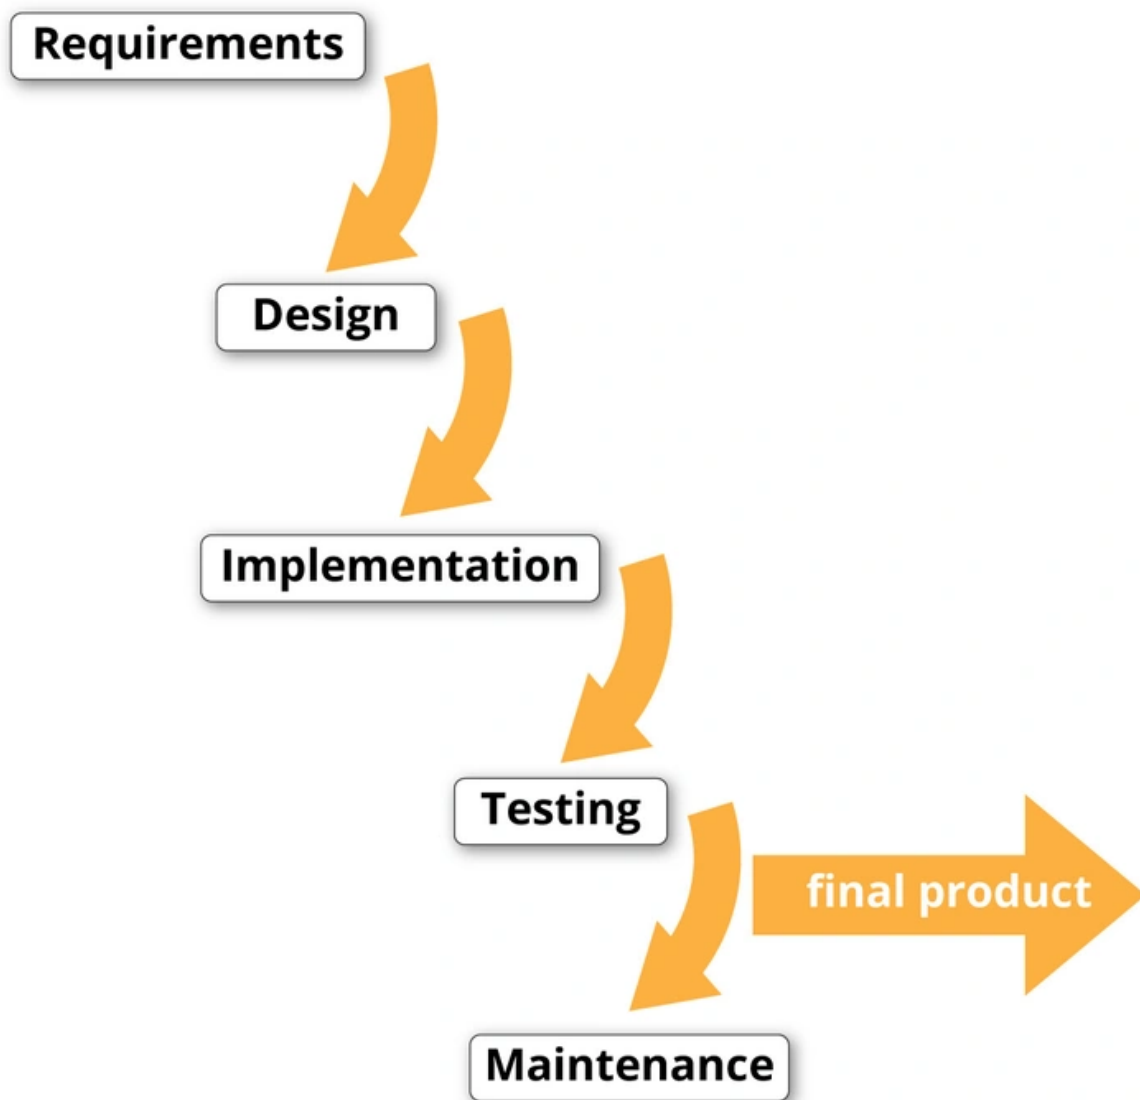 Requirements
Design
Implementation
Testing
final product
Maintenance